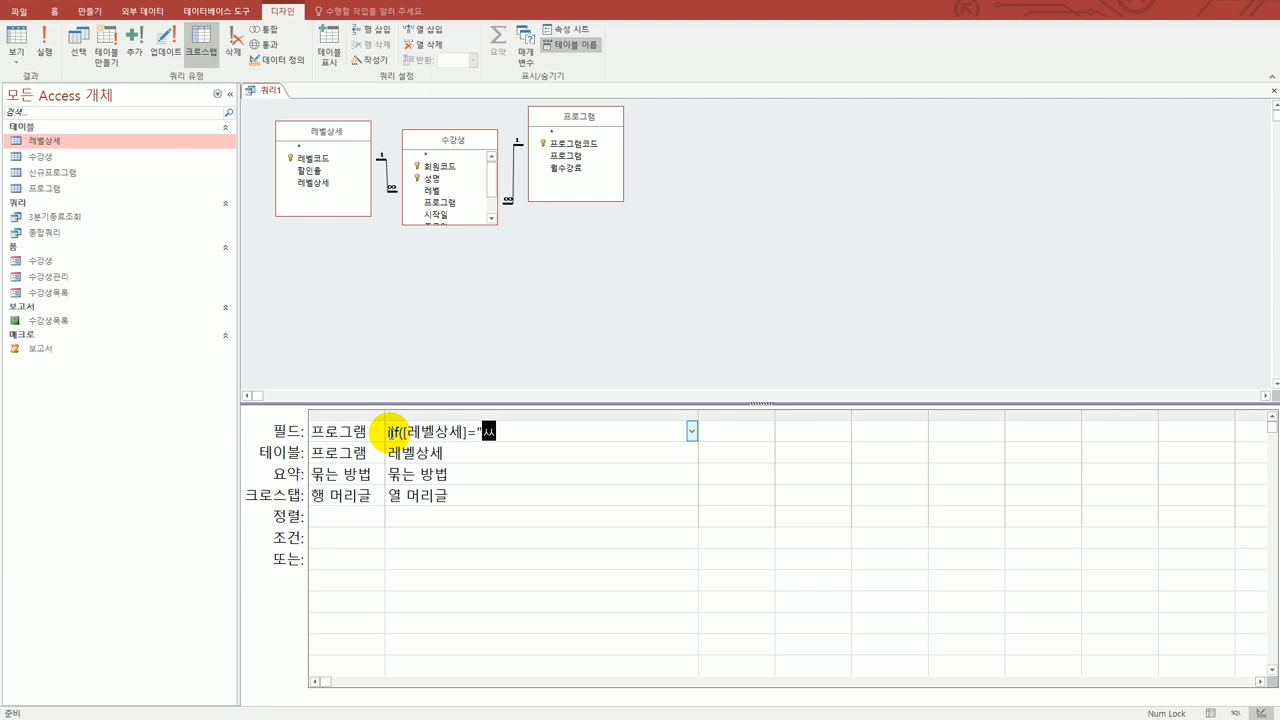 파일 홈 만들기 외부 데이터 데이터베이스 도구 디자인 수행할 작업을 알려 주세요.
보기 실행 선택 테이블 만들기 추가 업데이트 크로스탭 삭제 통합 통과 데이터 정의 테이블 표시 행 삽입 행 삭제 작성기 열 삽입 열 삭제 반환: 요약 매개 변수 속성 시트 테이블 이름
결과 쿼리 유형 쿼리 설정 표시/숨기기
모든 Access 개체
검색...
테이블
레벨상세
수강생
신규프로그램
프로그램
쿼리
3분기종료조회
종합쿼리
폼
수강생
수강생관리
수강생목록
보고서
수강생목록
매크로
보고서
쿼리1
레벨상세
*
레벨코드
할인율
레벨상세
1
∞
수강생
*
회원코드
성명
레벨
프로그램
시작일
1
∞
프로그램
*
프로그램코드
프로그램
월수강료
필드: 프로그램 iif([레벨상세]="ㅆ
테이블: 프로그램 레벨상세
요약: 묶는 방법 묶는 방법
크로스탭: 행 머리글 열 머리글
정렬:
조건:
또는:
준비 Num Lock SQL